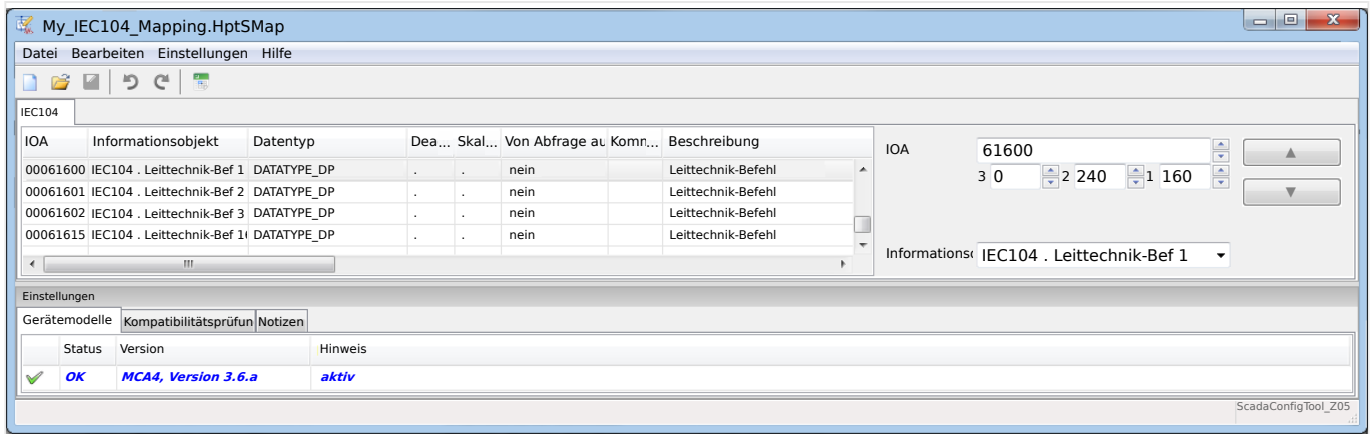 My_IEC104_Mapping.HptSMap
Datei Bearbeiten Einstellungen Hilfe
IEC104
IOA Informationsobjekt Datentyp Dea... Skal... Von Abfrage au Komm... Beschreibung
00061600 IEC104 . Leittechnik-Bef 1 DATATYPE_DP . . nein Leittechnik-Befehl
00061601 IEC104 . Leittechnik-Bef 2 DATATYPE_DP . . nein Leittechnik-Befehl
00061602 IEC104 . Leittechnik-Bef 3 DATATYPE_DP . . nein Leittechnik-Befehl
00061615 IEC104 . Leittechnik-Bef 1 DATATYPE_DP . . nein Leittechnik-Befehl
IOA 61600
3 0 2 240 1 160
Informations IEC104 . Leittechnik-Bef 1
Einstellungen
Gerätemodelle Kompatibilitätsprüfun Notizen
Status Version Hinweis
OK MCA4, Version 3.6.a aktiv
ScadaConfigTool_Z05